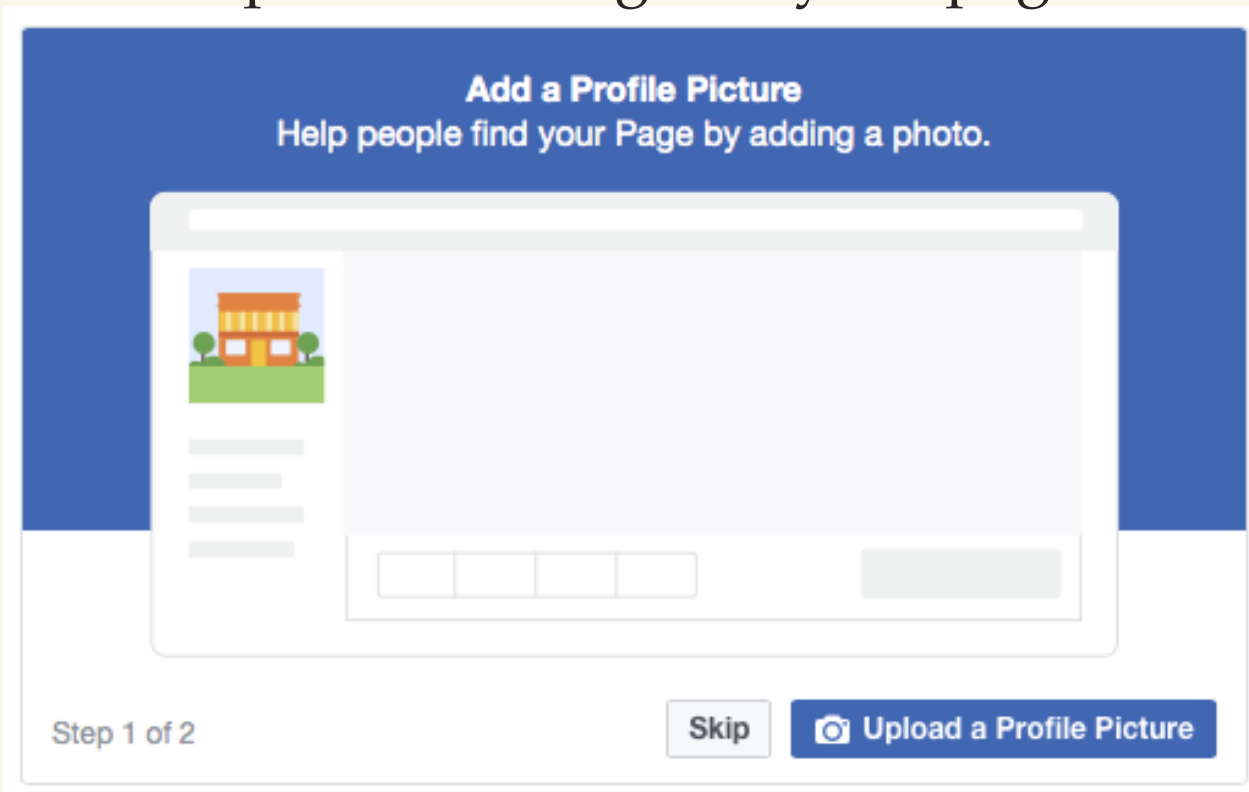 Add a Profile Picture
Help people find your Page by adding a photo.
Step 1 of 2
Skip
Upload a Profile Picture